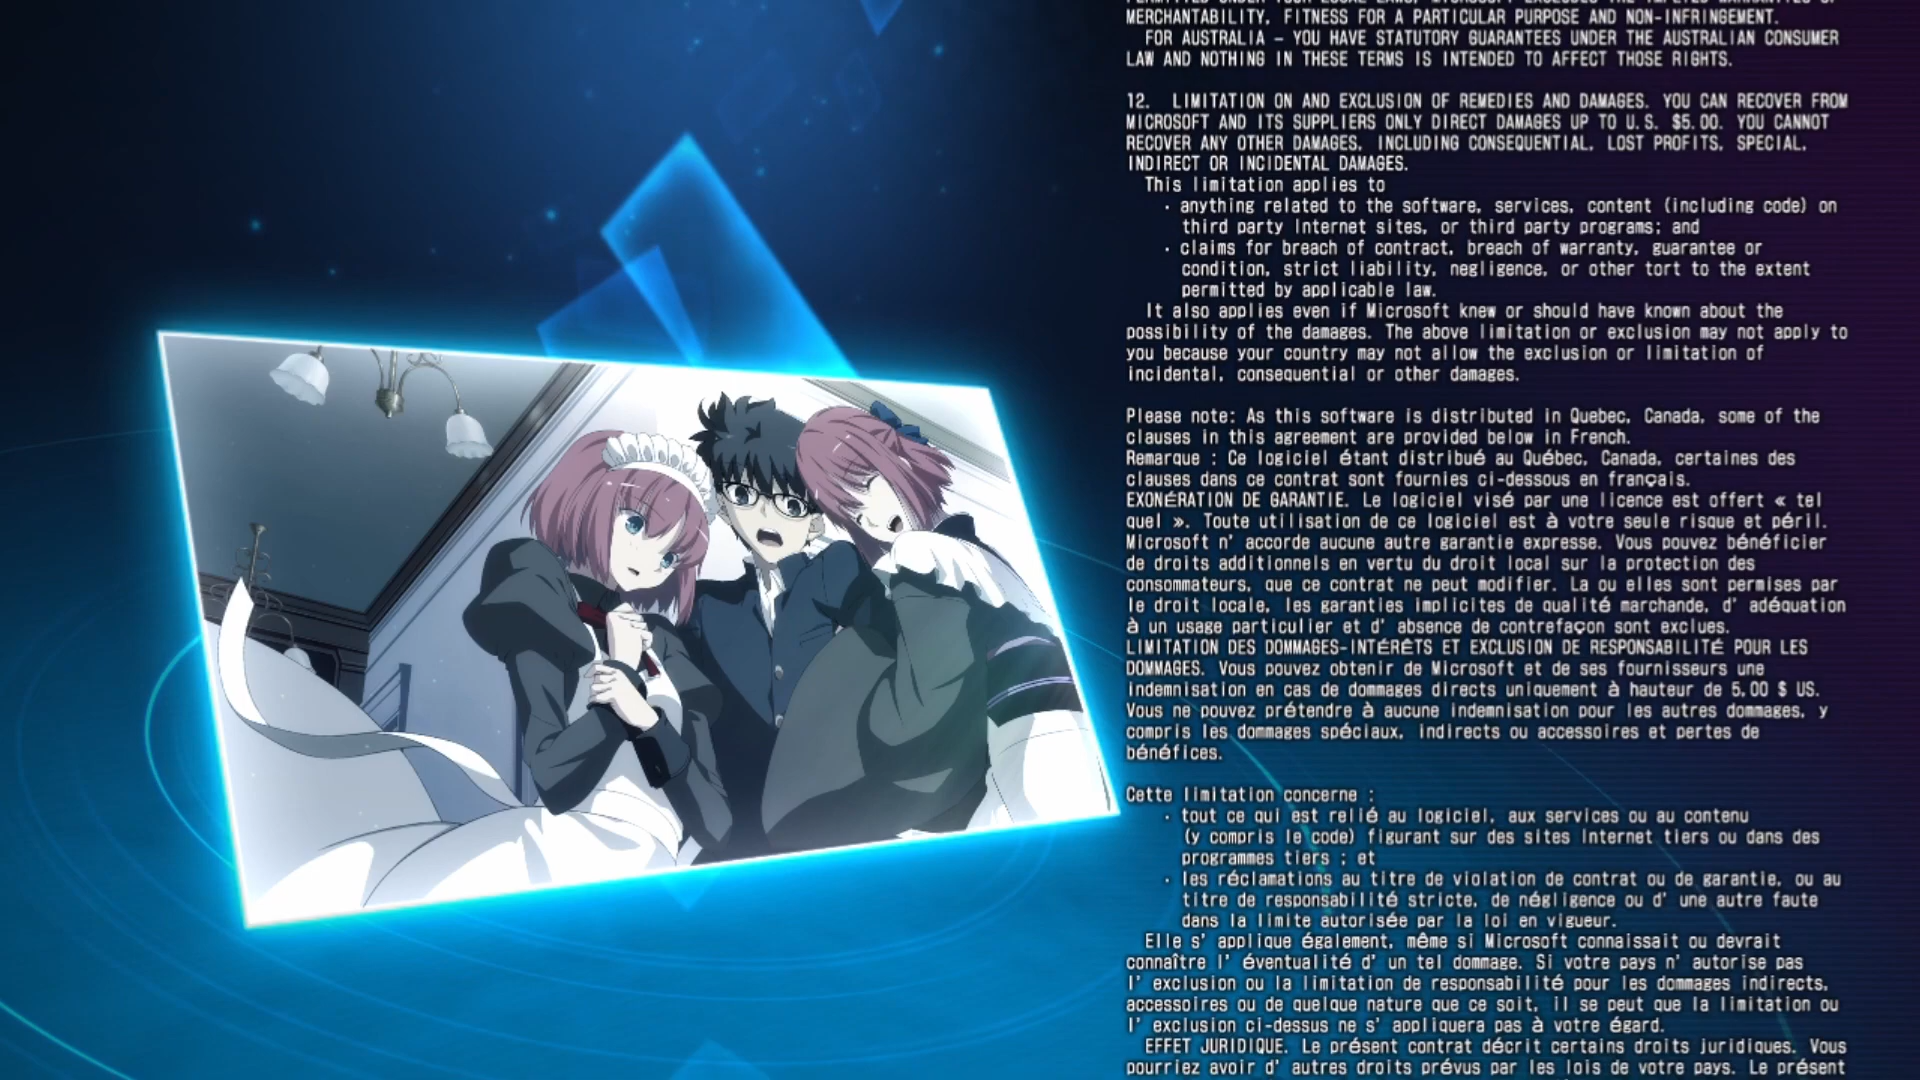 MERCHANTABILITY, FITNESS FOR A PARTICULAR PURPOSE AND NON-INFRINGEMENT.
FOR AUSTRALIA – YOU HAVE STATUTORY GUARANTEES UNDER THE AUSTRALIAN CONSUMER
LAW AND NOTHING IN THESE TERMS IS INTENDED TO AFFECT THOSE RIGHTS.
12. LIMITATION ON AND EXCLUSION OF REMEDIES AND DAMAGES. YOU CAN RECOVER FROM
MICROSOFT AND ITS SUPPLIERS ONLY DIRECT DAMAGES UP TO U.S. $5.00. YOU CANNOT
RECOVER ANY OTHER DAMAGES, INCLUDING CONSEQUENTIAL, LOST PROFITS, SPECIAL,
INDIRECT OR INCIDENTAL DAMAGES.
This limitation applies to
· anything related to the software, services, content (including code) on
third party Internet sites, or third party programs; and
· claims for breach of contract, breach of warranty, guarantee or
condition, strict liability, negligence, or other tort to the extent
permitted by applicable law.
It also applies even if Microsoft knew or should have known about the
possibility of the damages. The above limitation or exclusion may not apply to
you because your country may not allow the exclusion or limitation of
incidental, consequential or other damages.
Please note: As this software is distributed in Quebec, Canada, some of the
clauses in this agreement are provided below in French.
Remarque : Ce logiciel étant distribué au Québec, Canada, certaines des
clauses dans ce contrat sont fournies ci-dessous en français.
EXONÉRATION DE GARANTIE. Le logiciel visé par une licence est offert « tel
quel ». Toute utilisation de ce logiciel est à votre seule risque et péril.
Microsoft n’accorde aucune autre garantie expresse. Vous pouvez bénéficier
de droits additionnels en vertu du droit local sur la protection des
consommateurs, que ce contrat ne peut modifier. La ou elles sont permises par
le droit locale, les garanties implicites de qualité marchande, d’adéquation
à un usage particulier et d’absence de contrefaçon sont exclues.
LIMITATION DES DOMMAGES-INTÉRÊTS ET EXCLUSION DE RESPONSABILITÉ POUR LES
DOMMAGES. Vous pouvez obtenir de Microsoft et de ses fournisseurs une
indemnisation en cas de dommages directs uniquement à hauteur de 5,00 $ US.
Vous ne pouvez prétendre à aucune indemnisation pour les autres dommages, y
compris les dommages spéciaux, indirects ou accessoires et pertes de
bénéfices.
Cette limitation concerne :
· tout ce qui est relié au logiciel, aux services ou au contenu
(y compris le code) figurant sur des sites Internet tiers ou dans des
programmes tiers ; et
· les réclamations au titre de violation de contrat ou de garantie, ou au
titre de responsabilité stricte, de négligence ou d’une autre faute
dans la limite autorisée par la loi en vigueur.
Elle s’applique également, même si Microsoft connaissait ou devrait
connaître l’éventualité d’un tel dommage. Si votre pays n’autorise pas
l’exclusion ou la limitation de responsabilité pour les dommages indirects,
accessoires ou de quelque nature que ce soit, il se peut que la limitation ou
l’exclusion ci-dessus ne s’appliquera pas à votre égard.
EFFET JURIDIQUE. Le présent contrat décrit certains droits juridiques. Vous
pourriez avoir d’autres droits prévus par les lois de votre pays. Le présent